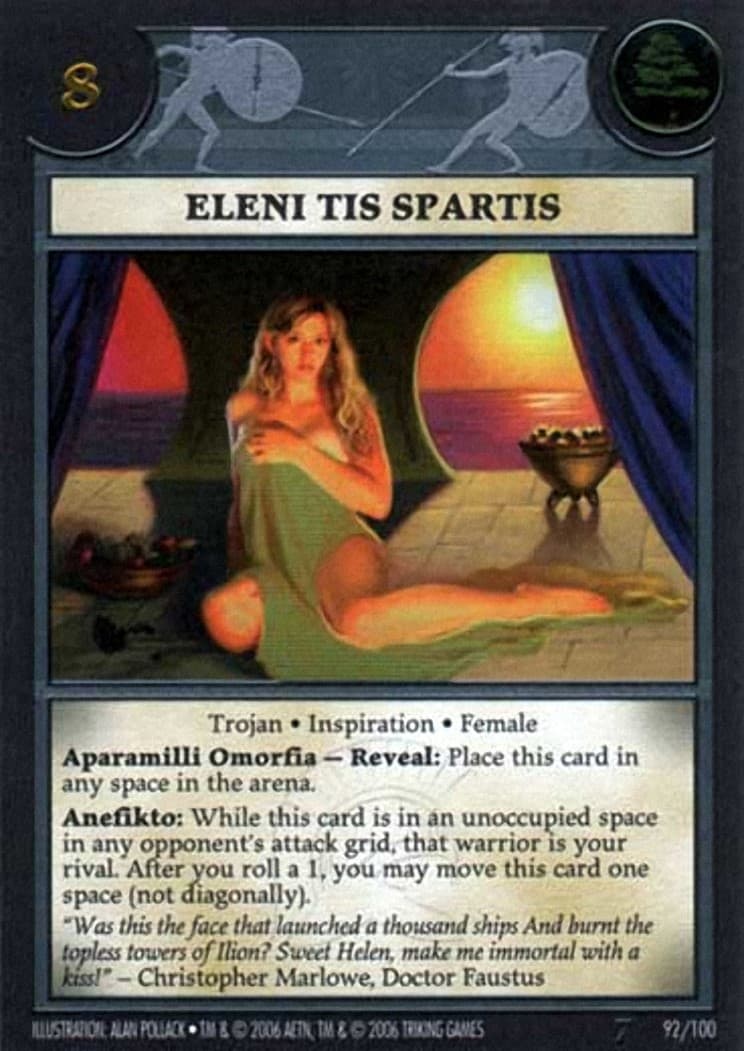 8
ELENI TIS SPARTIS
Trojan • Inspiration • Female
Aparamilli Omorfia — Reveal: Place this card in
any space in the arena.
Anefikto: While this card is in an unoccupied space
in any opponent's attack grid, that warrior is your
rival. After you roll a 1, you may move this card one
space (not diagonally).
"Was this the face that launched a thousand ships And burnt the
topless towers of Ilion? Sweet Helen, make me immortal with a
kiss!" – Christopher Marlowe, Doctor Faustus
ILLUSTRATION: ALAN POLLACK • TM & © 2006 AETN, TM & © 2006 TRIKING GAMES
92/100